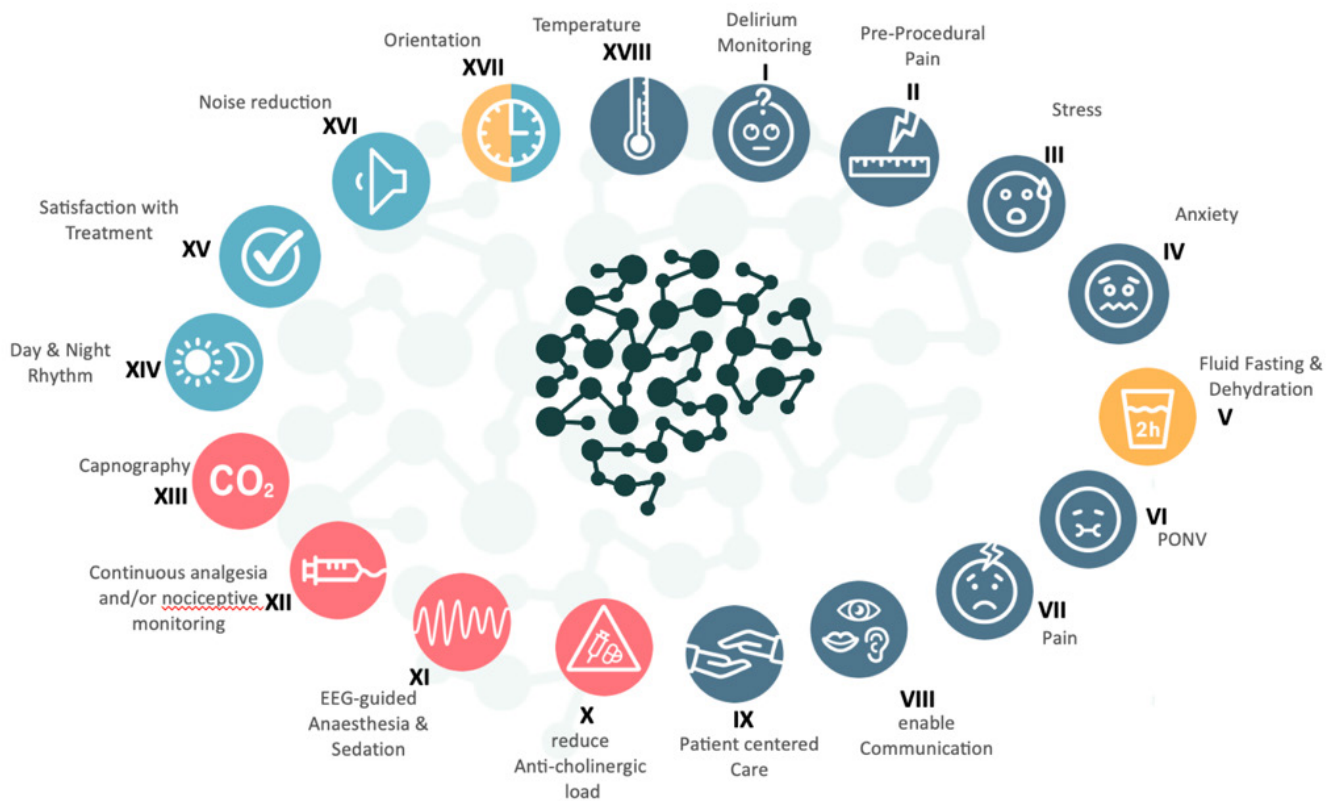 Delirium
Monitoring
I
Pre-Procedural
Pain
II
Stress
III
Anxiety
IV
Fluid Fasting &
Dehydration
V
2h
VI
PONV
VII
Pain
VIII
enable
Communication
IX
Patient centered
Care
X
reduce
Anti-cholinergic
load
XI
EEG-guided
Anaesthesia &
Sedation
Continuous analgesia
and/or nociceptive XII
monitoring
Capnography
XIII
CO₂
Day & Night
Rhythm
XIV
Satisfaction with
Treatment
XV
Noise reduction
XVI
Orientation
XVII
Temperature
XVIII
?